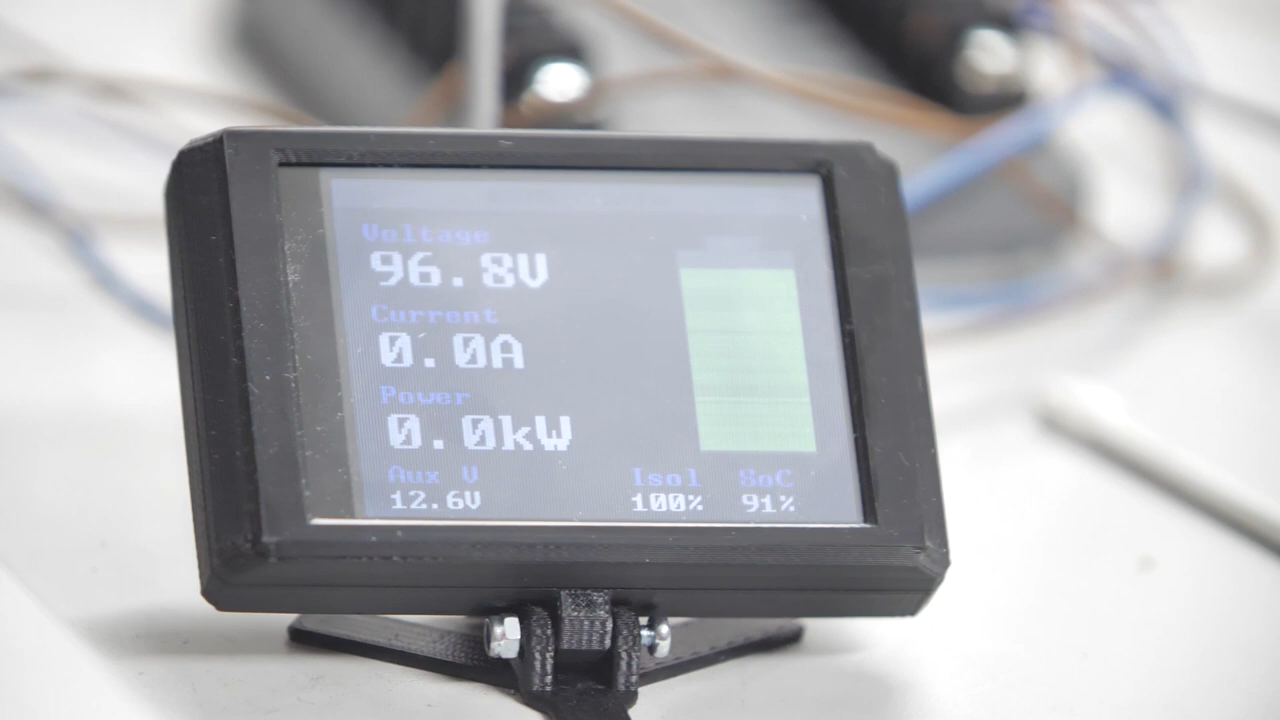 Voltage
96.8V
Current
0.0A
Power
0.0kW
Aux V Isol SoC
12.6V 100% 91%